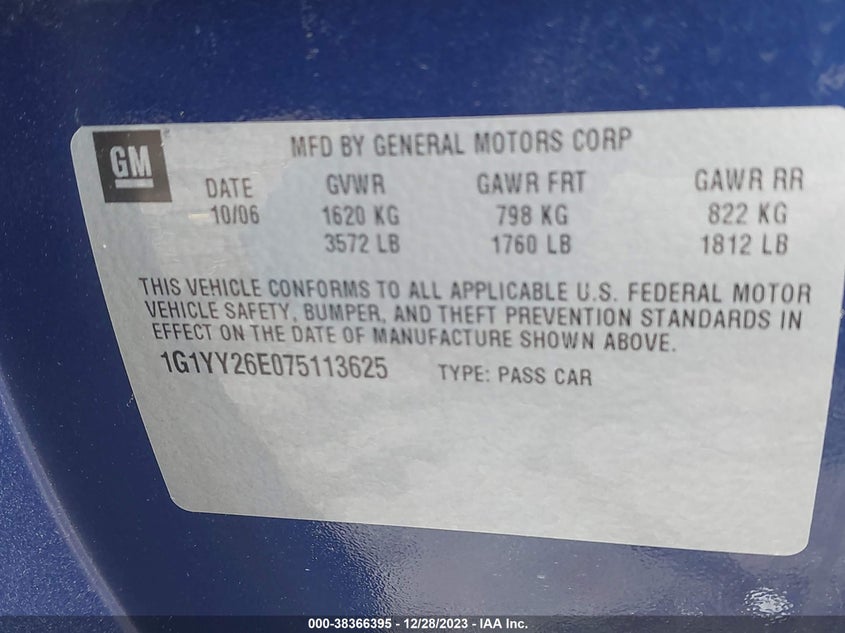 MFD BY GENERAL MOTORS CORP
GM
DATE GVWR GAWR FRT GAWR RR
10/06 1620 KG 798 KG 822 KG
3572 LB 1760 LB 1812 LB
THIS VEHICLE CONFORMS TO ALL APPLICABLE U.S. FEDERAL MOTOR
VEHICLE SAFETY, BUMPER, AND THEFT PREVENTION STANDARDS IN
EFFECT ON THE DATE OF MANUFACTURE SHOWN ABOVE.
1G1YY26E075113625 TYPE: PASS CAR
000-38366395 - 12/28/2023 - IAA Inc.